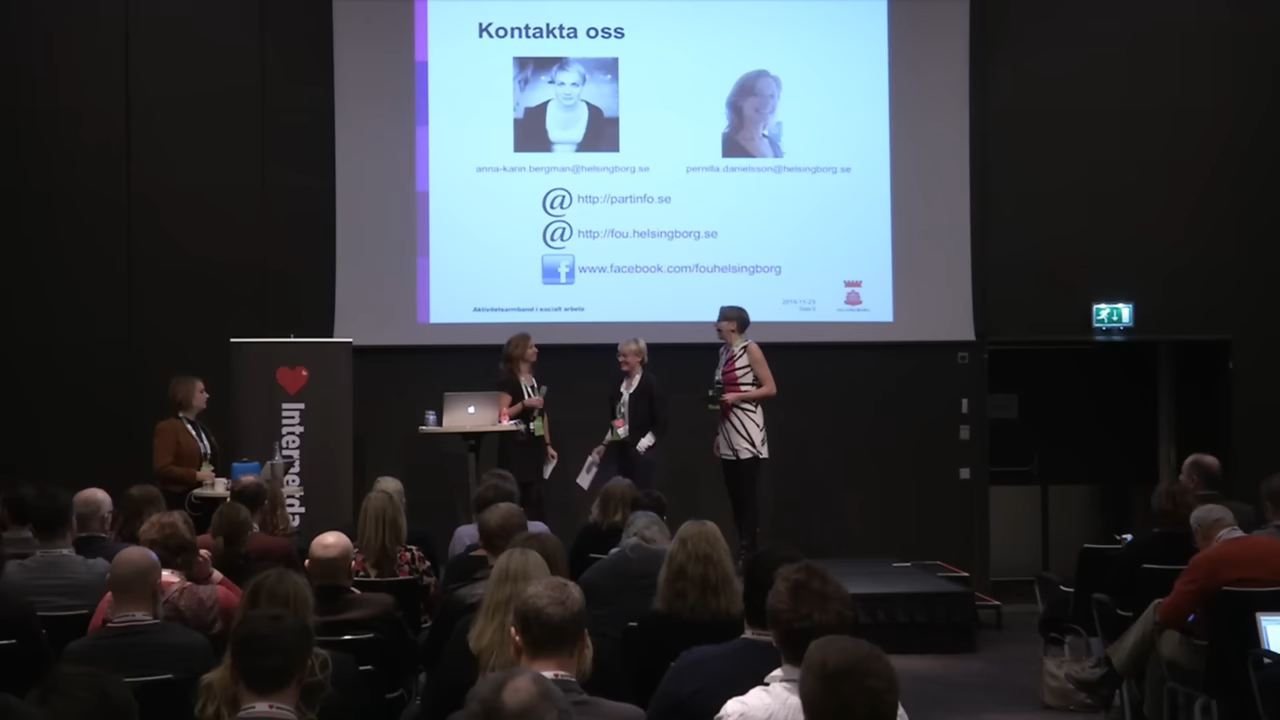 Kontakta oss
anna-karin.bergman@helsingborg.se
pernilla.danielsson@helsingborg.se
@ http://partinfo.se
@ http://fou.helsingborg.se
f www.facebook.com/fouhelsingborg
Aktivitetsarmband i socialt arbete
Internetda